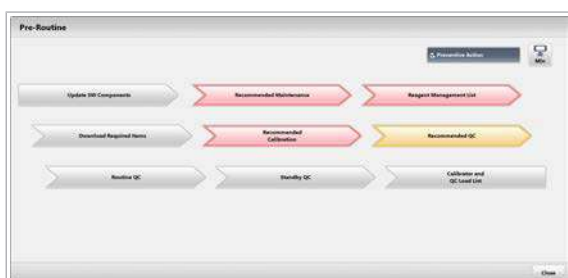 Pre-Routine
Preventive Action
Min
Update SW Components
Recommended Maintenance
Reagent Management List
Download Required Items
Recommended
Calibration
Recommended QC
Routine QC
Standby QC
Calibrator and
QC Load List
Close